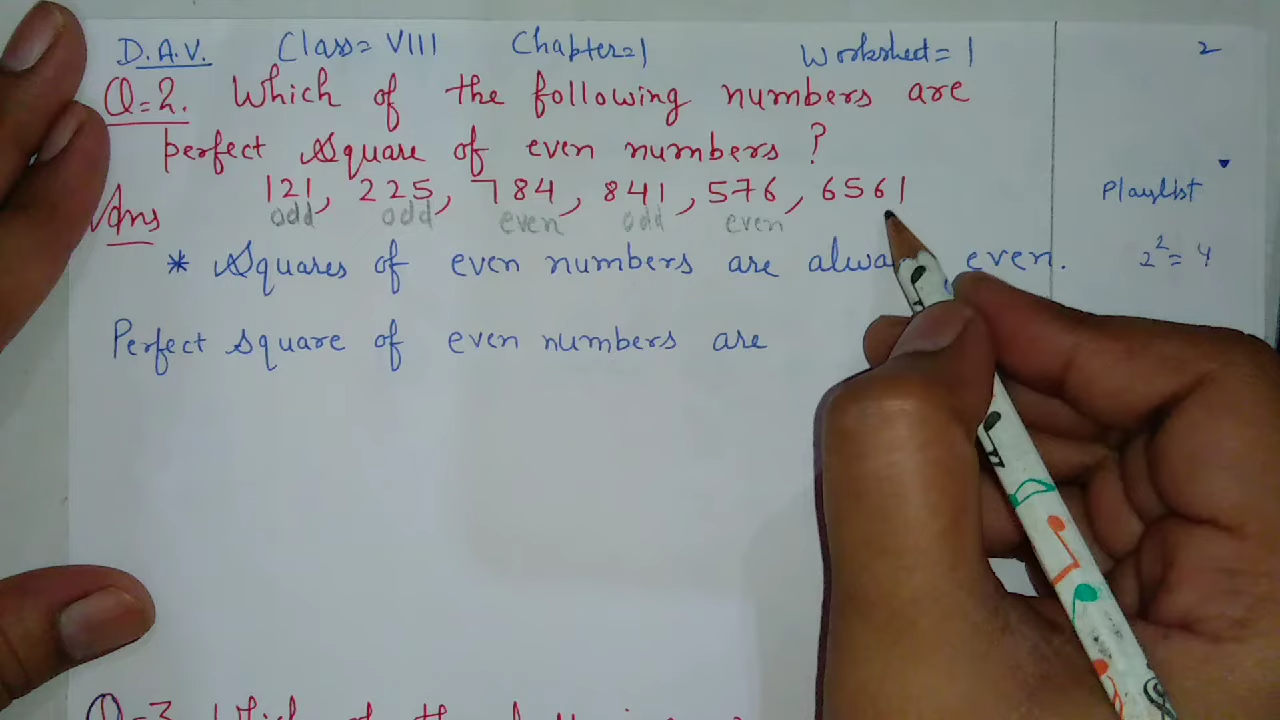 D.A.V. Class= VIII Chapter=1 Workshed= 1 2
Q=2. Which of the following numbers are
perfect square of even numbers ?
121, 225, 784, 841, 576, 6561
Playlist
Ans
odd odd even odd even
* Squares of even numbers are alwa even.
2²= 4
Perfect square of even numbers are